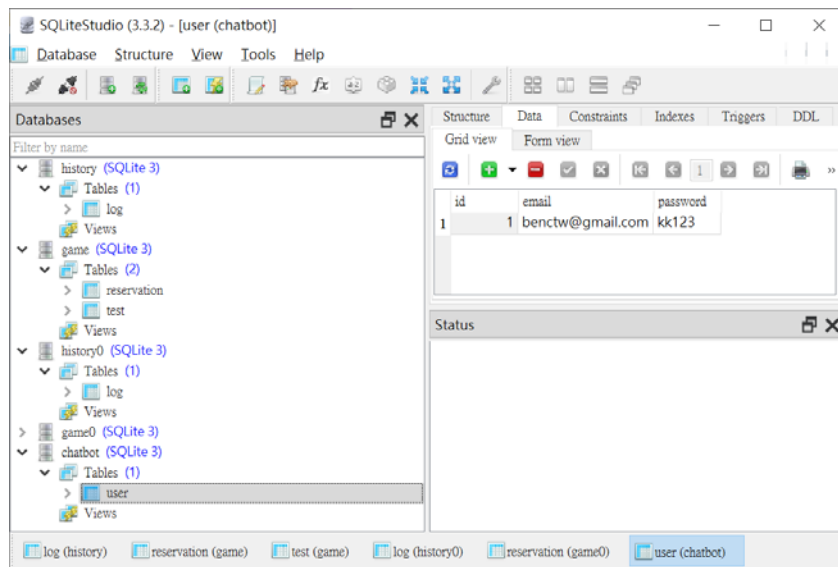 SQLiteStudio (3.3.2) - [user (chatbot)]
Database Structure View Tools Help
Databases
Filter by name
history (SQLite 3)
Tables (1)
log
Views
game (SQLite 3)
Tables (2)
reservation
test
Views
history0 (SQLite 3)
Tables (1)
log
Views
game0 (SQLite 3)
chatbot (SQLite 3)
Tables (1)
user
Views
Structure Data Constraints Indexes Triggers DDL
Grid view Form view
1
id email password
1 1 benctw@gmail.com kk123
Status
log (history) reservation (game) test (game) log (history0) reservation (game0) user (chatbot)